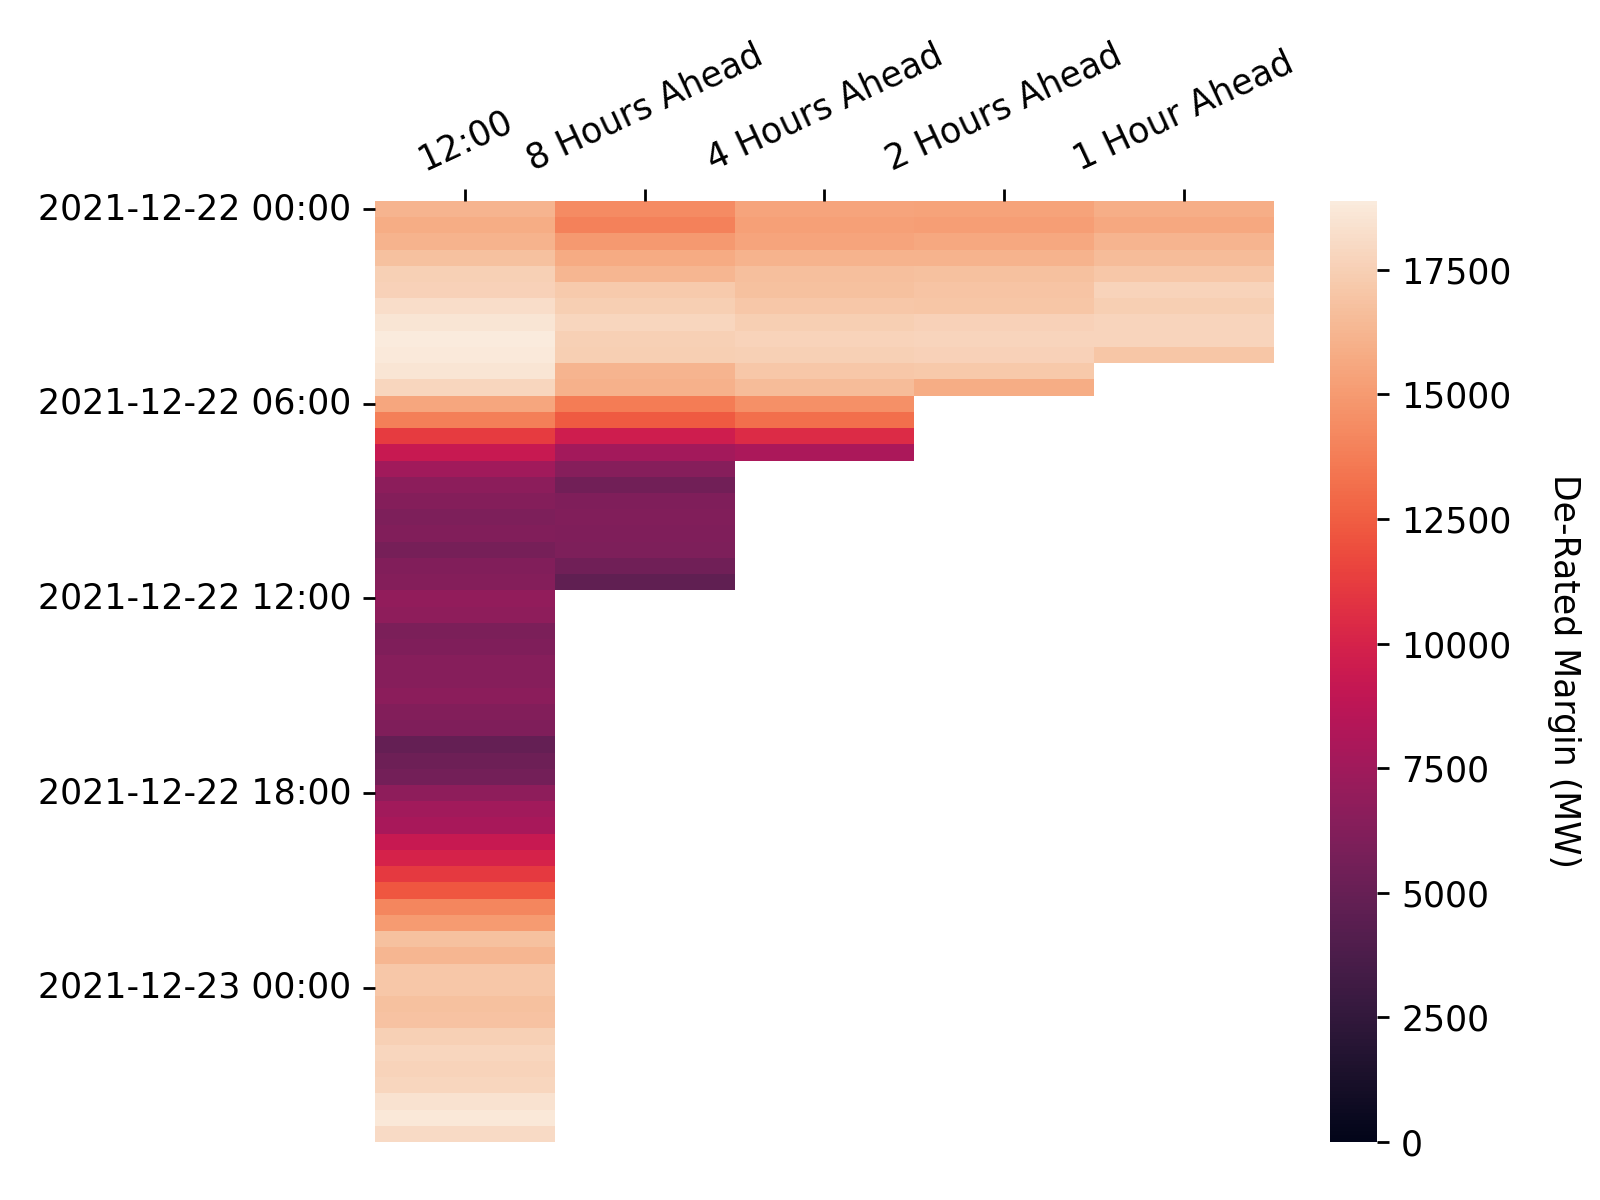 12:00
8 Hours Ahead
4 Hours Ahead
2 Hours Ahead
1 Hour Ahead
2021-12-22 00:00
2021-12-22 06:00
2021-12-22 12:00
2021-12-22 18:00
2021-12-23 00:00
17500
15000
12500
10000
7500
5000
2500
0
De-Rated Margin (MW)